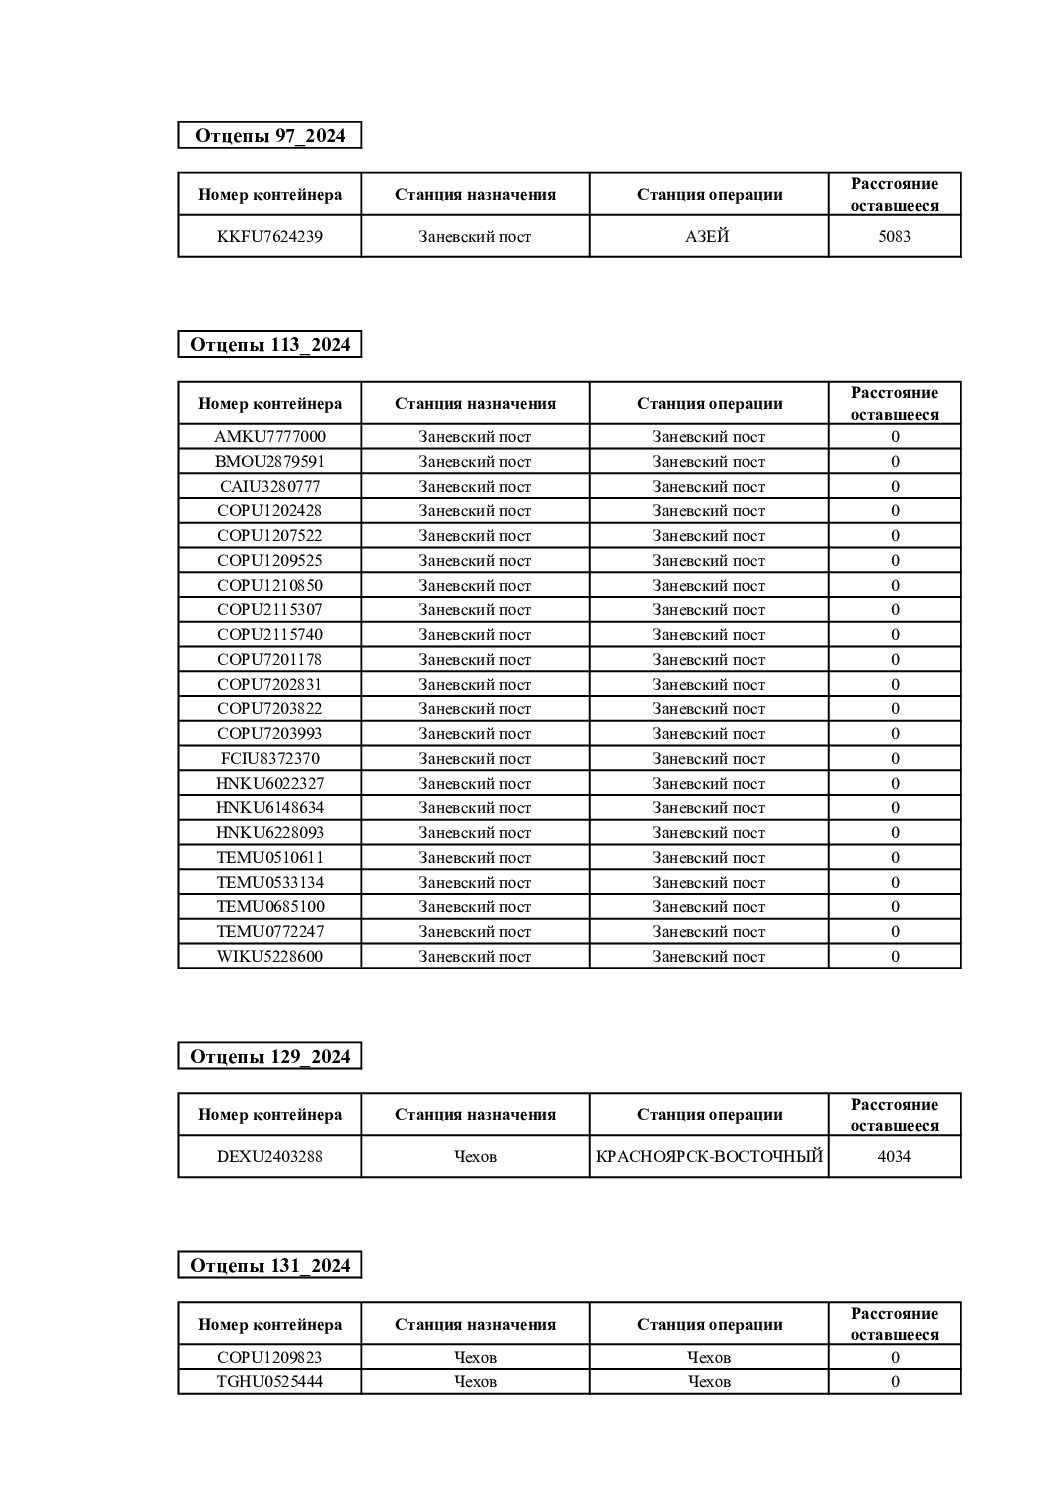 Отцепы 97_2024
Номер контейнера Станция назначения Станция операции Расстояние оставшееся
KKFU7624239 Заневский пост АЗЕЙ 5083
Отцепы 113_2024
Номер контейнера Станция назначения Станция операции Расстояние оставшееся
AMKU7777000 Заневский пост Заневский пост 0
BMOU2879591 Заневский пост Заневский пост 0
CAIU3280777 Заневский пост Заневский пост 0
COPU1202428 Заневский пост Заневский пост 0
COPU1207522 Заневский пост Заневский пост 0
COPU1209525 Заневский пост Заневский пост 0
COPU1210850 Заневский пост Заневский пост 0
COPU2115307 Заневский пост Заневский пост 0
COPU2115740 Заневский пост Заневский пост 0
COPU7201178 Заневский пост Заневский пост 0
COPU7202831 Заневский пост Заневский пост 0
COPU7203822 Заневский пост Заневский пост 0
COPU7203993 Заневский пост Заневский пост 0
FCIU8372370 Заневский пост Заневский пост 0
HNKU6022327 Заневский пост Заневский пост 0
HNKU6148634 Заневский пост Заневский пост 0
HNKU6228093 Заневский пост Заневский пост 0
TEMU0510611 Заневский пост Заневский пост 0
TEMU0533134 Заневский пост Заневский пост 0
TEMU0685100 Заневский пост Заневский пост 0
TEMU0772247 Заневский пост Заневский пост 0
WIKU5228600 Заневский пост Заневский пост 0
Отцепы 129_2024
Номер контейнера Станция назначения Станция операции Расстояние оставшееся
DEXU2403288 Чехов КРАСНОЯРСК-ВОСТОЧНЫЙ 4034
Отцепы 131_2024
Номер контейнера Станция назначения Станция операции Расстояние оставшееся
COPU1209823 Чехов Чехов 0
TGHU0525444 Чехов Чехов 0